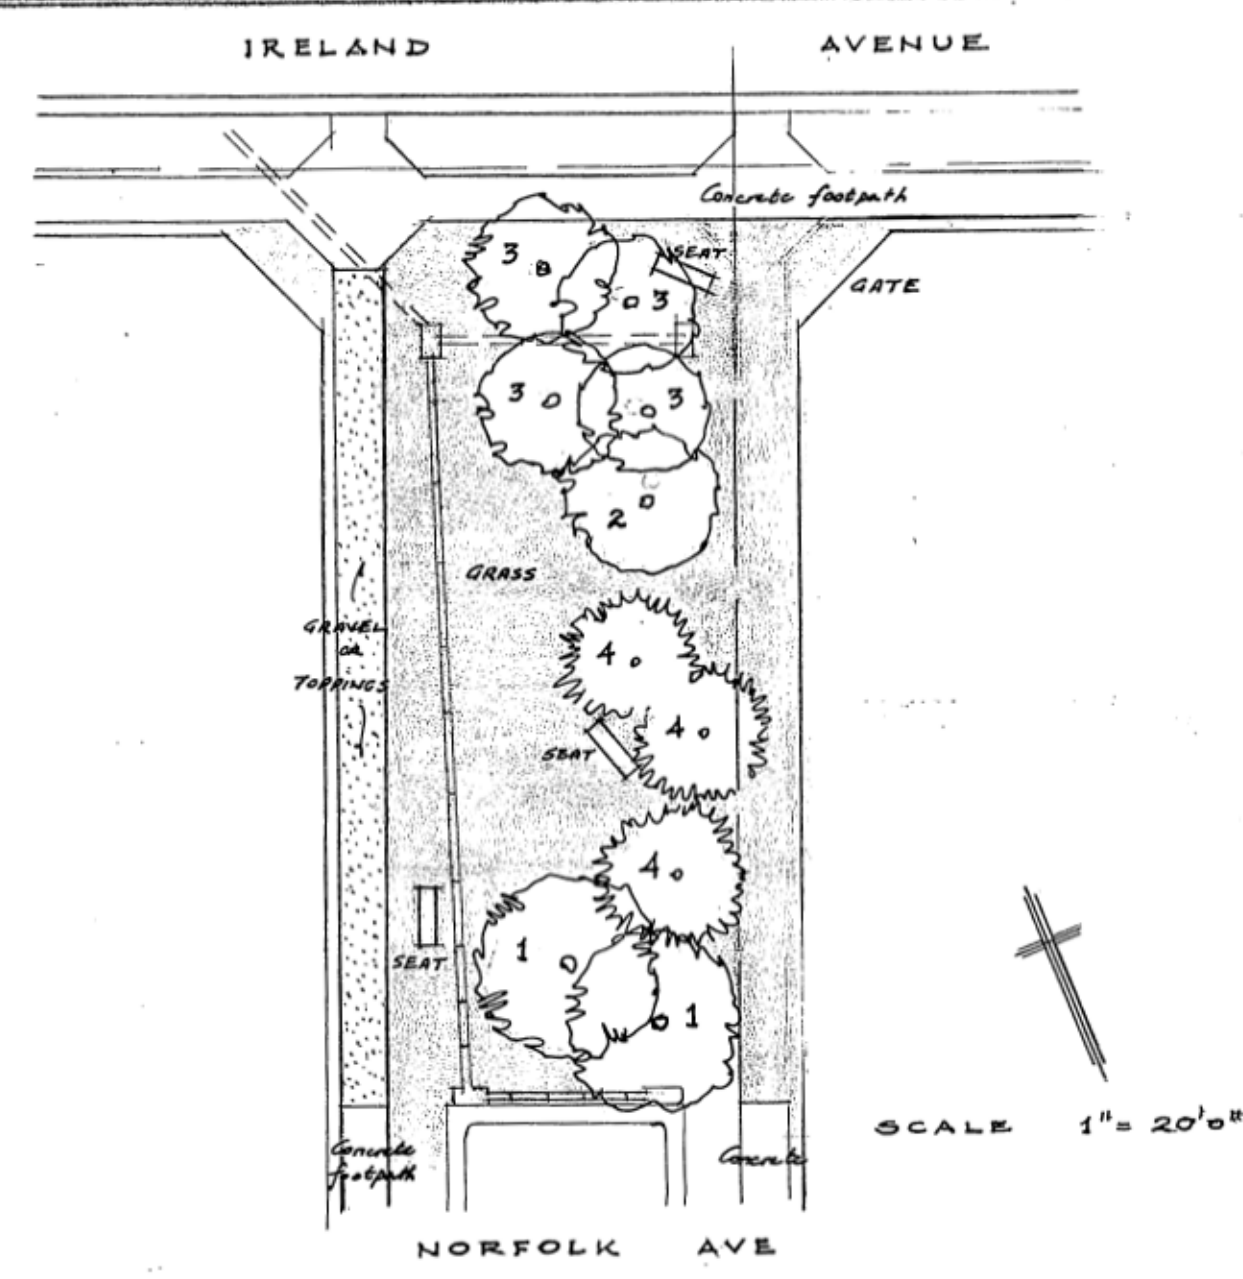 IRELAND AVENUE
Concrete footpath
3
SEAT
3
GATE
3
3
2
GRASS
GRAVEL
OR
TOPPINGS
4
4
SEAT
4
1
SEAT
1
SCALE 1" = 20'0"
Concrete
footpath
Concrete
NORFOLK AVE